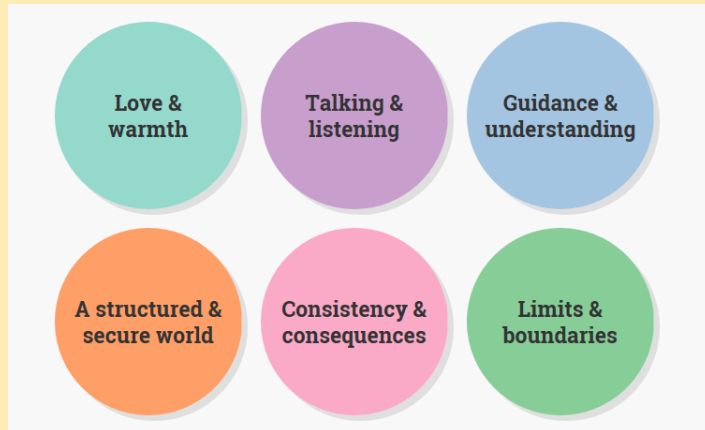 Love &
warmth
Talking &
listening
Guidance &
understanding
A structured &
secure world
Consistency &
consequences
Limits &
boundaries